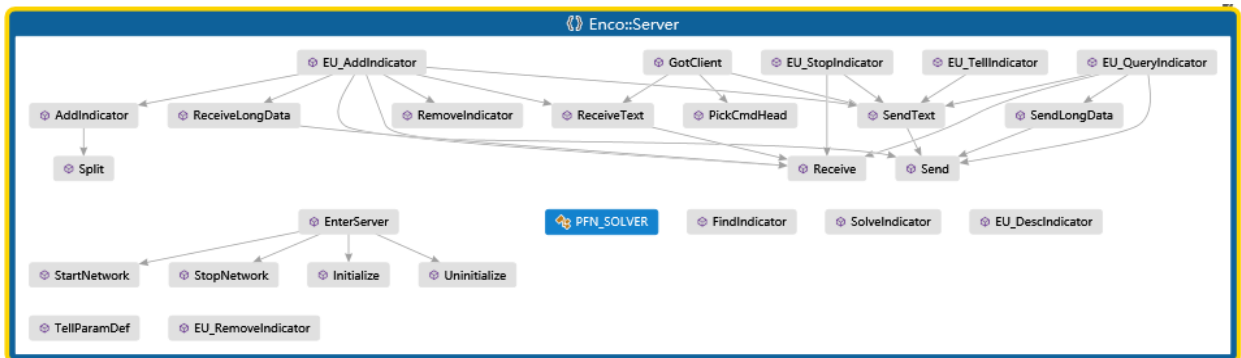 Enco::Server
EU_AddIndicator GotClient EU_StopIndicator EU_TellIndicator EU_QueryIndicator
AddIndicator ReceiveLongData RemoveIndicator ReceiveText PickCmdHead SendText SendLongData
Split Receive Send
EnterServer PFN_SOLVER FindIndicator SolveIndicator EU_DescIndicator
StartNetwork StopNetwork Initialize Uninitialize
TellParamDef EU_RemoveIndicator